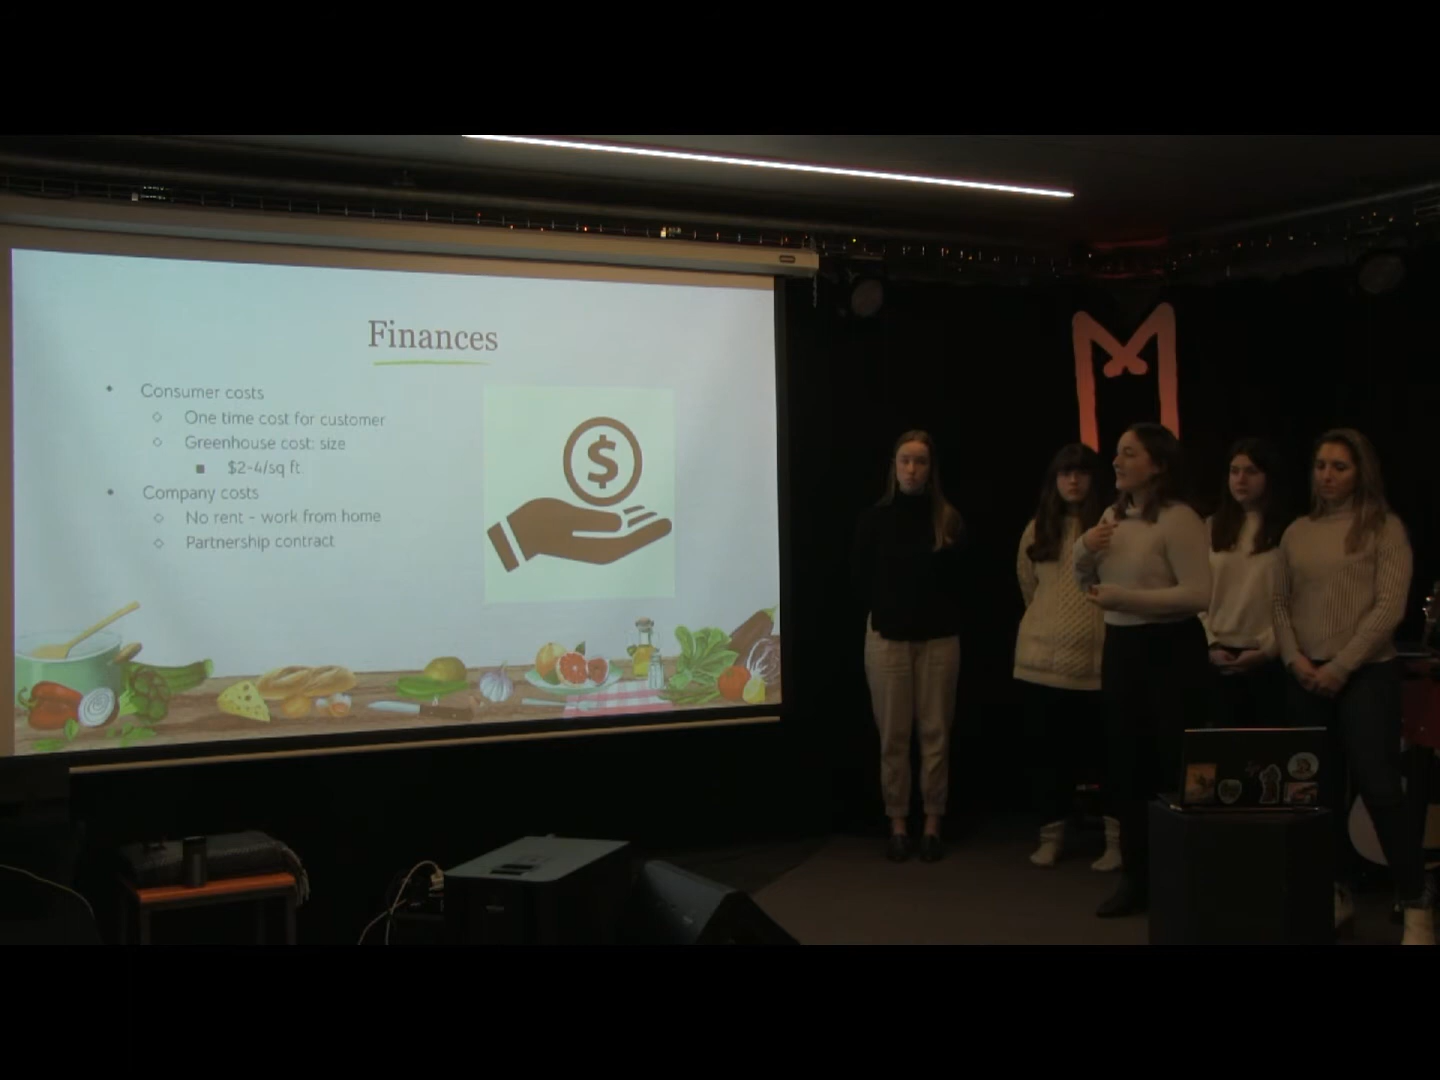 Finances
Consumer costs
One time cost for customer
Greenhouse cost: size
$2-4/sq ft
Company costs
No rent - work from home
Partnership contract
$